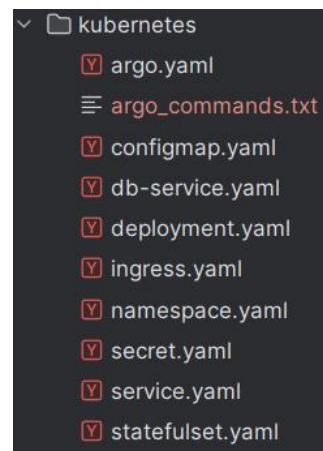 kubernetes
argo.yaml
argo_commands.txt
configmap.yaml
db-service.yaml
deployment.yaml
ingress.yaml
namespace.yaml
secret.yaml
service.yaml
statefulset.yaml